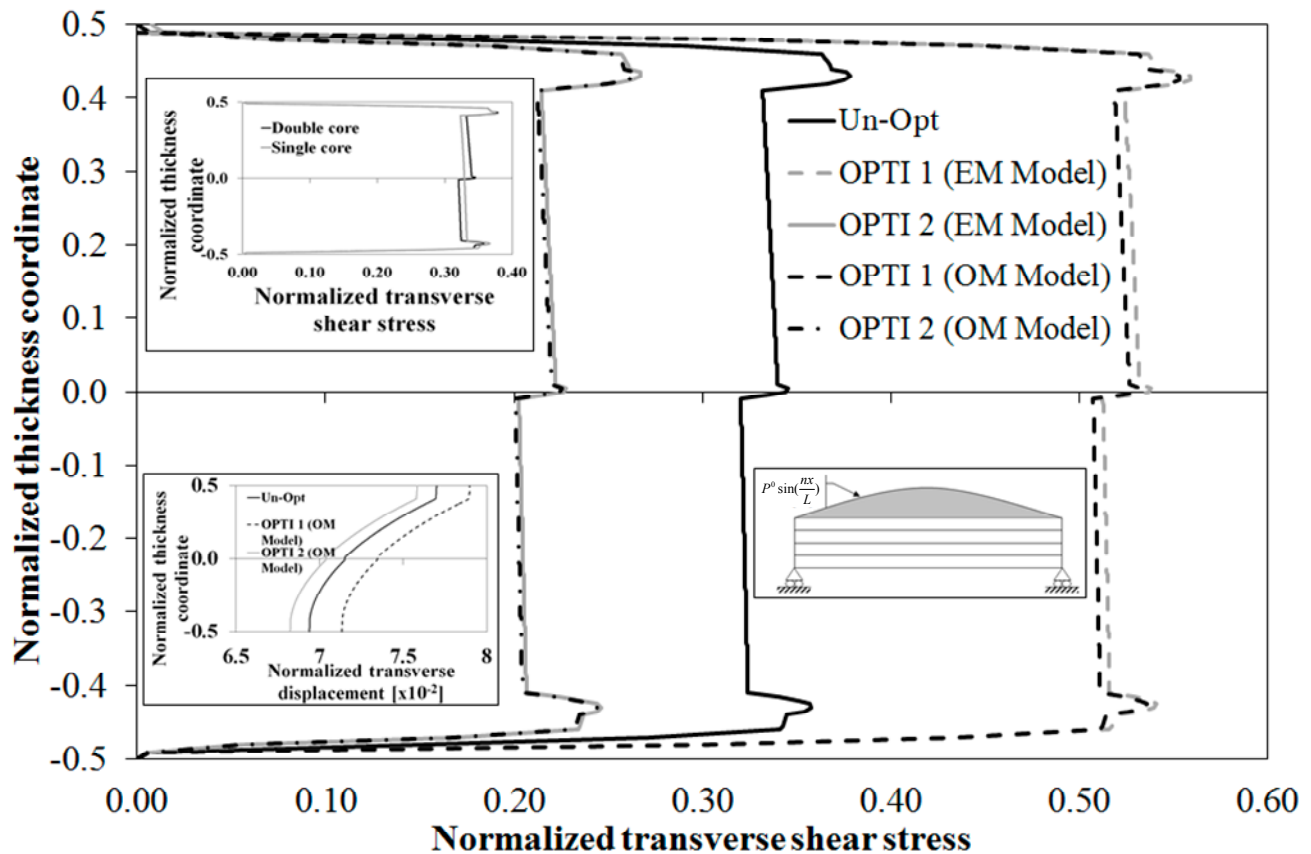 0.5
0.4
0.3
0.2
0.1
0.0
-0.1
-0.2
-0.3
-0.4
-0.5
Normalized thickness coordinate
0.00
0.10
0.20
0.30
0.40
0.50
0.60
Normalized transverse shear stress
Un-Opt
OPTI 1 (EM Model)
OPTI 2 (EM Model)
OPTI 1 (OM Model)
OPTI 2 (OM Model)
Normalized thickness
coordinate
0.5
0.0
-0.5
Double core
Single core
0.00
0.10
0.20
0.30
0.40
Normalized transverse
shear stress
Normalized thickness
coordinate
0.5
0.0
-0.5
Un-Opt
OPTI 1 (OM
Model)
OPTI 2 (OM
Model)
6.5
7
7.5
8
Normalized transverse
displacement [x10⁻²]
P⁰ sin(nx/L)